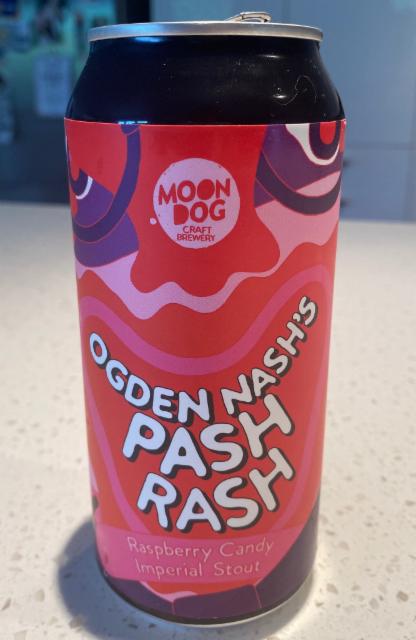 MOON
DOG
CRAFT
BREWERY
OGDEN NASH'S
PASH
RASH
Raspberry Candy
Imperial Stout